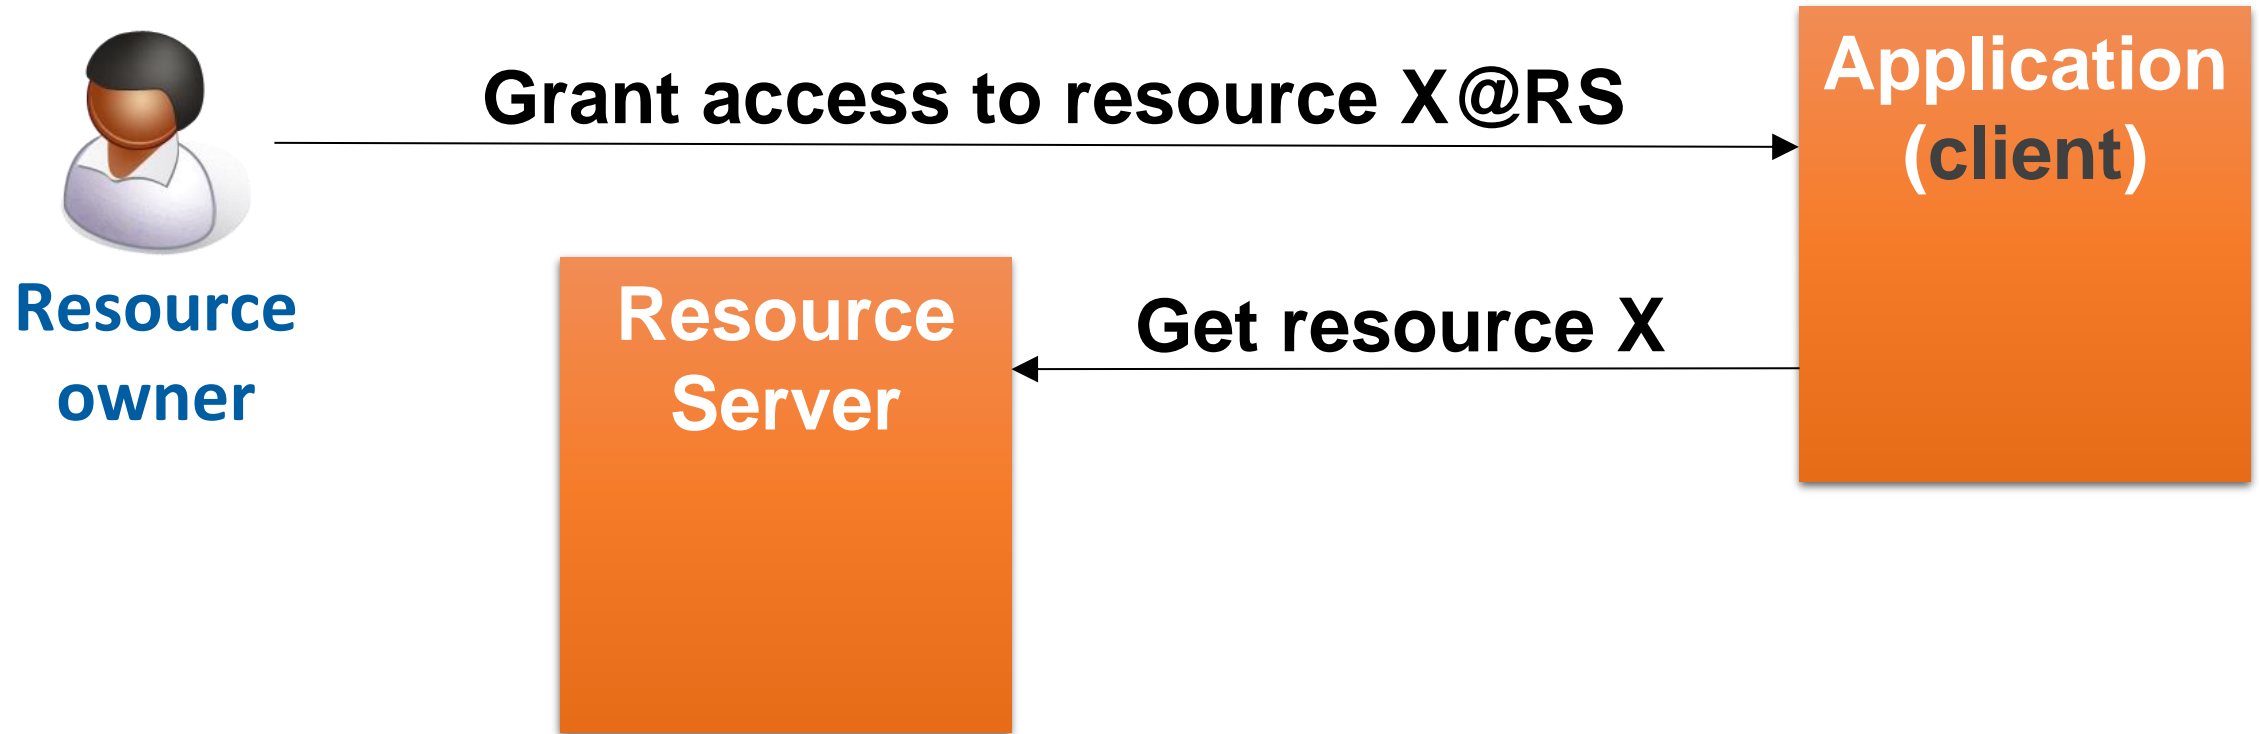 Grant access to resource X@RS
Application
(client)
Resource
owner
Resource
Server
Get resource X